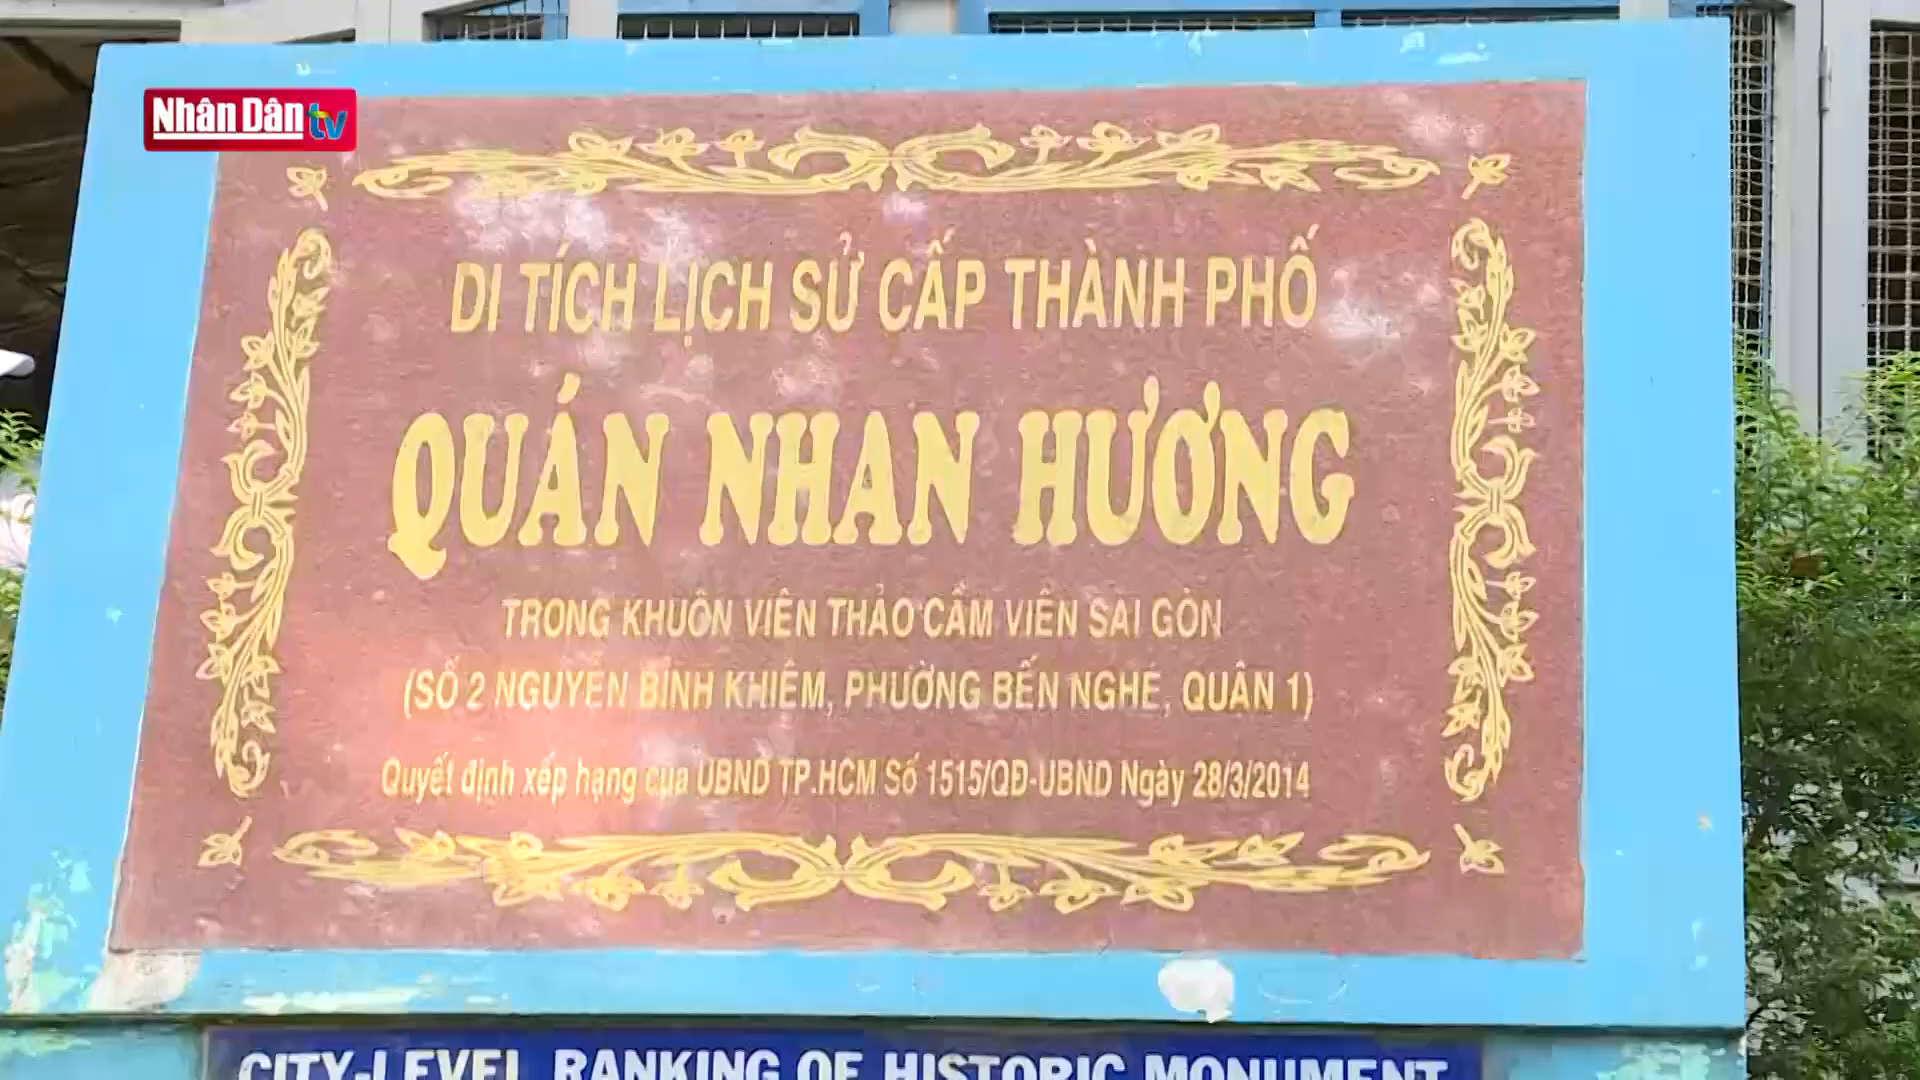 Nhân Dân tv
DI TÍCH LỊCH SỬ CẤP THÀNH PHỐ
QUÁN NHAN HƯƠNG
TRONG KHUÔN VIÊN THẢO CẦM VIÊN SÀI GÒN
(SỐ 2 NGUYỄN BỈNH KHIÊM, PHƯỜNG BẾN NGHÉ, QUẬN 1)
Quyết định xếp hạng của UBND TP.HCM Số 1515/QĐ-UBND Ngày 28/3/2014
CITY-LEVEL RANKING OF HISTORIC MONUMENT